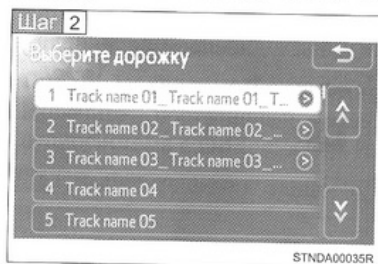 Шаг 2
Выберите дорожку
1 Track name 01_Track name 01_T...
2 Track name 02_Track name 02_...
3 Track name 03_Track name 03_...
4 Track name 04
5 Track name 05
STNDA00035R